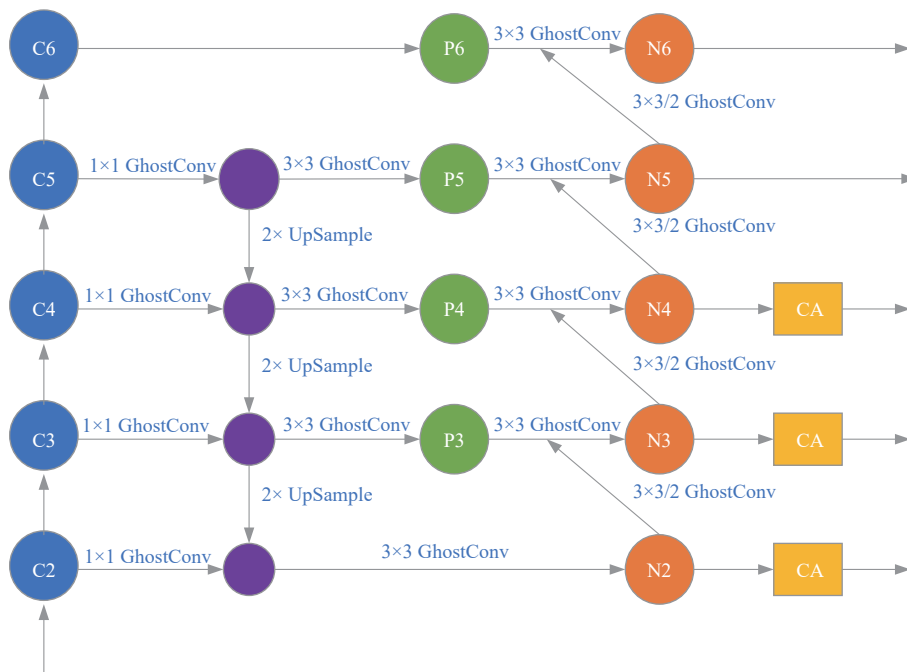 C6
P6
3×3 GhostConv
N6
3×3/2 GhostConv
C5
1×1 GhostConv
3×3 GhostConv
P5
3×3 GhostConv
N5
2× UpSample
3×3/2 GhostConv
C4
1×1 GhostConv
3×3 GhostConv
P4
3×3 GhostConv
N4
CA
2× UpSample
3×3/2 GhostConv
C3
1×1 GhostConv
3×3 GhostConv
P3
3×3 GhostConv
N3
CA
2× UpSample
3×3/2 GhostConv
C2
1×1 GhostConv
3×3 GhostConv
N2
CA